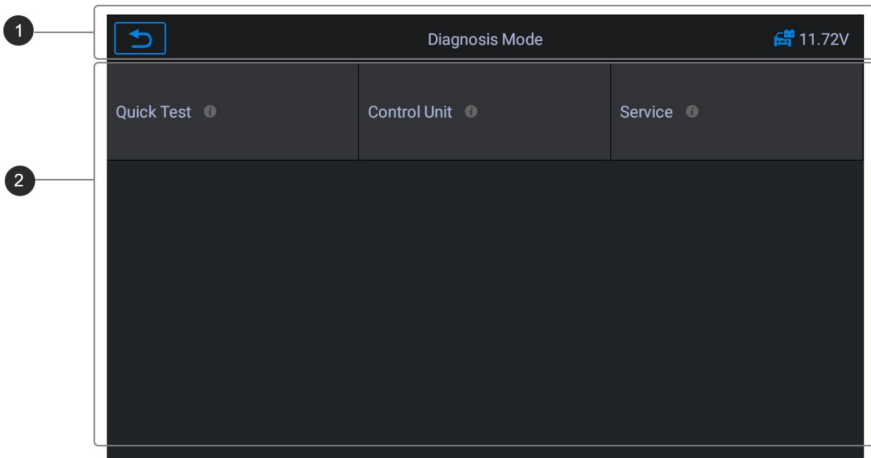 1
Diagnosis Mode
11.72V
2
Quick Test
Control Unit
Service